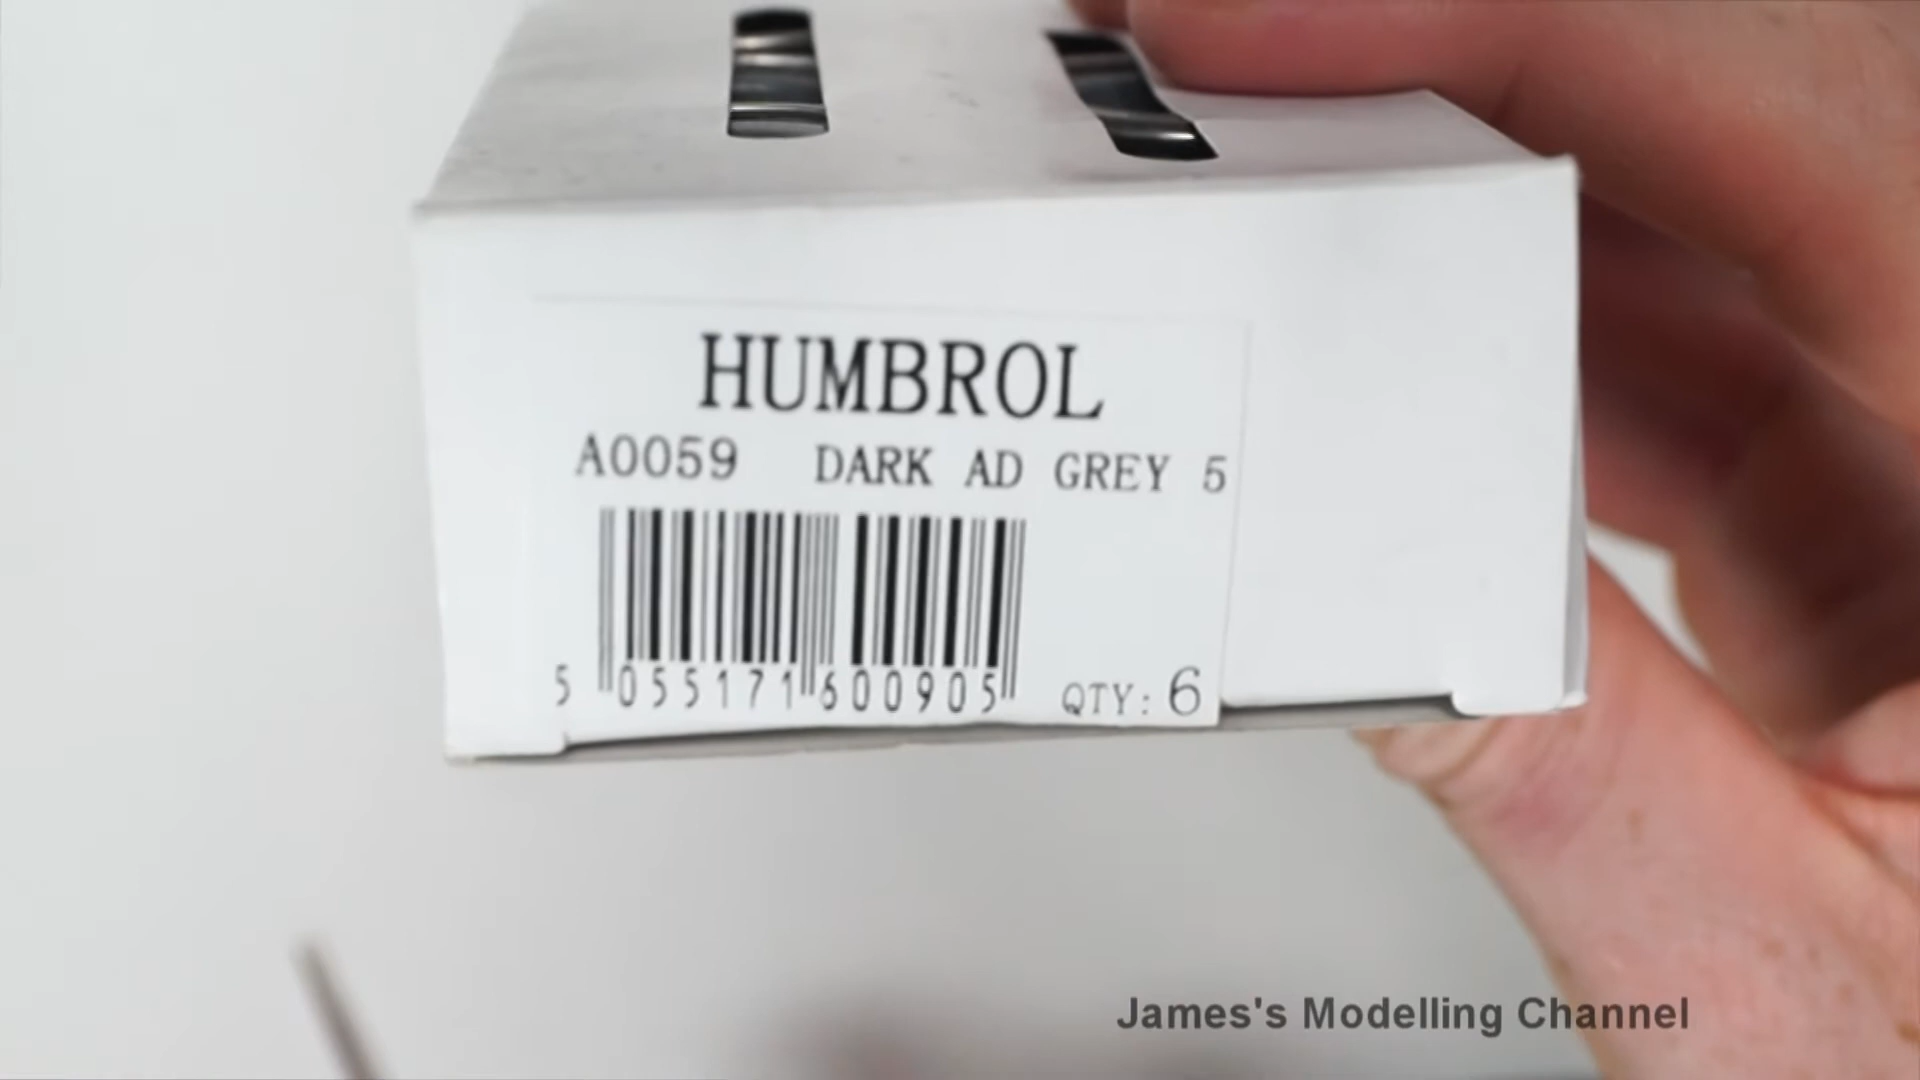 HUMBROL
A0059 DARK AD GREY 5
5 055171 600905 QTY: 6
James's Modelling Channel